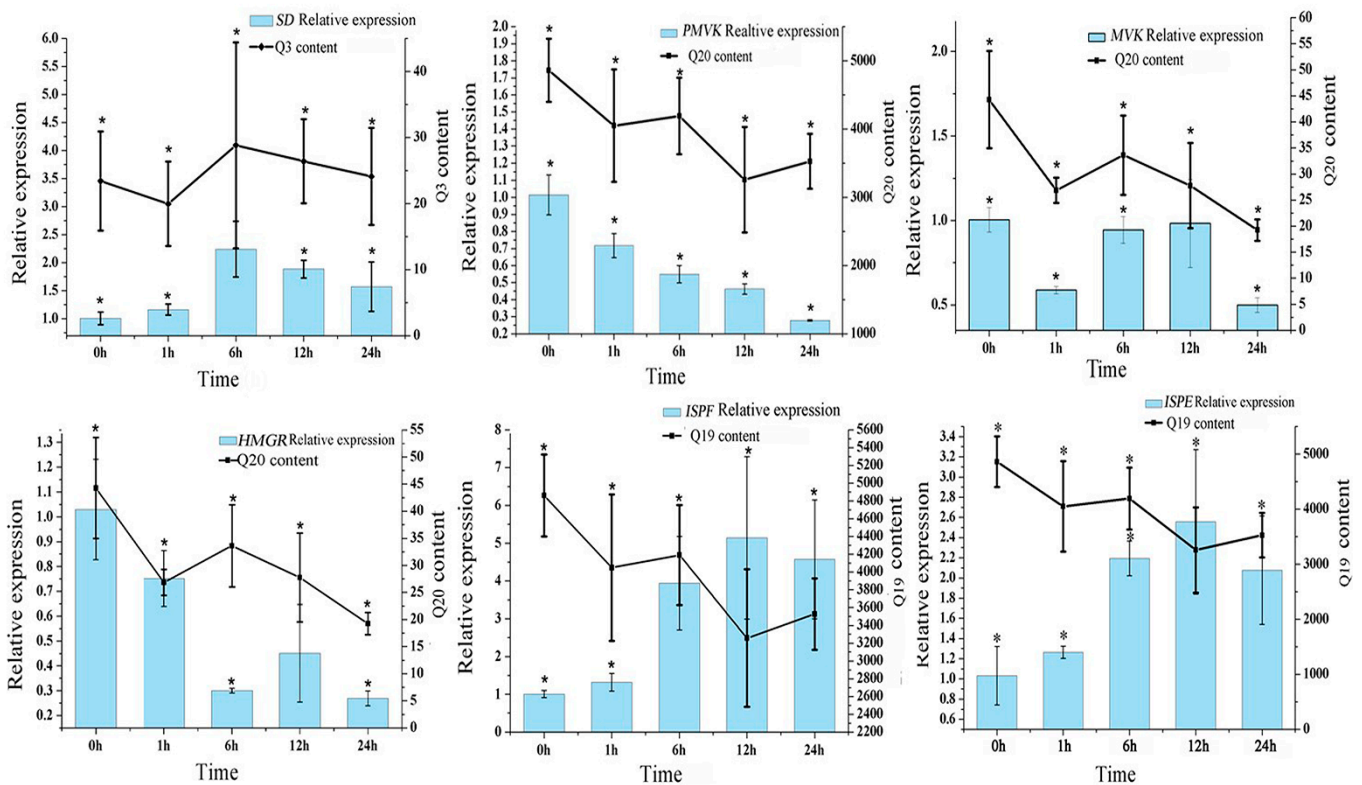 SD Relative expression
Q3 content
Relative expression
6.0
5.5
5.0
4.5
4.0
3.5
3.0
2.5
2.0
1.5
1.0
40
30
20
10
0
Q3 content
0h
1h
6h
12h
24h
Time
PMVK Realtive expression
Q20 content
Relative expression
2.0
1.9
1.8
1.7
1.6
1.5
1.4
1.3
1.2
1.1
1.0
0.9
0.8
0.7
0.6
0.5
0.4
0.3
0.2
5000
4000
3000
2000
1000
Q20 content
0h
1h
6h
12h
24h
Time
MVK Relative expression
Q20 content
Relative expression
2.0
1.5
1.0
0.5
60
55
50
45
40
35
30
25
20
15
10
5
0
Q20 content
0h
1h
6h
12h
24h
Time
HMGR Relative expression
Q20 content
Relative expression
1.3
1.2
1.1
1.0
0.9
0.8
0.7
0.6
0.5
0.4
0.3
0.2
55
50
45
40
35
30
25
20
15
10
5
0
Q20 content
0h
1h
6h
12h
24h
Time
ISPF Relative expression
Q19 content
Relative expression
8
7
6
5
4
3
2
1
0
5600
5400
5200
5000
4800
4600
4400
4200
4000
3800
3600
3400
3200
3000
2800
2600
2400
2200
Q19 content
0h
1h
6h
12h
24h
Time
ISPE Relative expression
Q19 content
Relative expression
3.4
3.2
3.0
2.8
2.6
2.4
2.2
2.0
1.8
1.6
1.4
1.2
1.0
0.8
0.6
5000
4000
3000
2000
1000
0
Q19 content
0h
1h
6h
12h
24h
Time